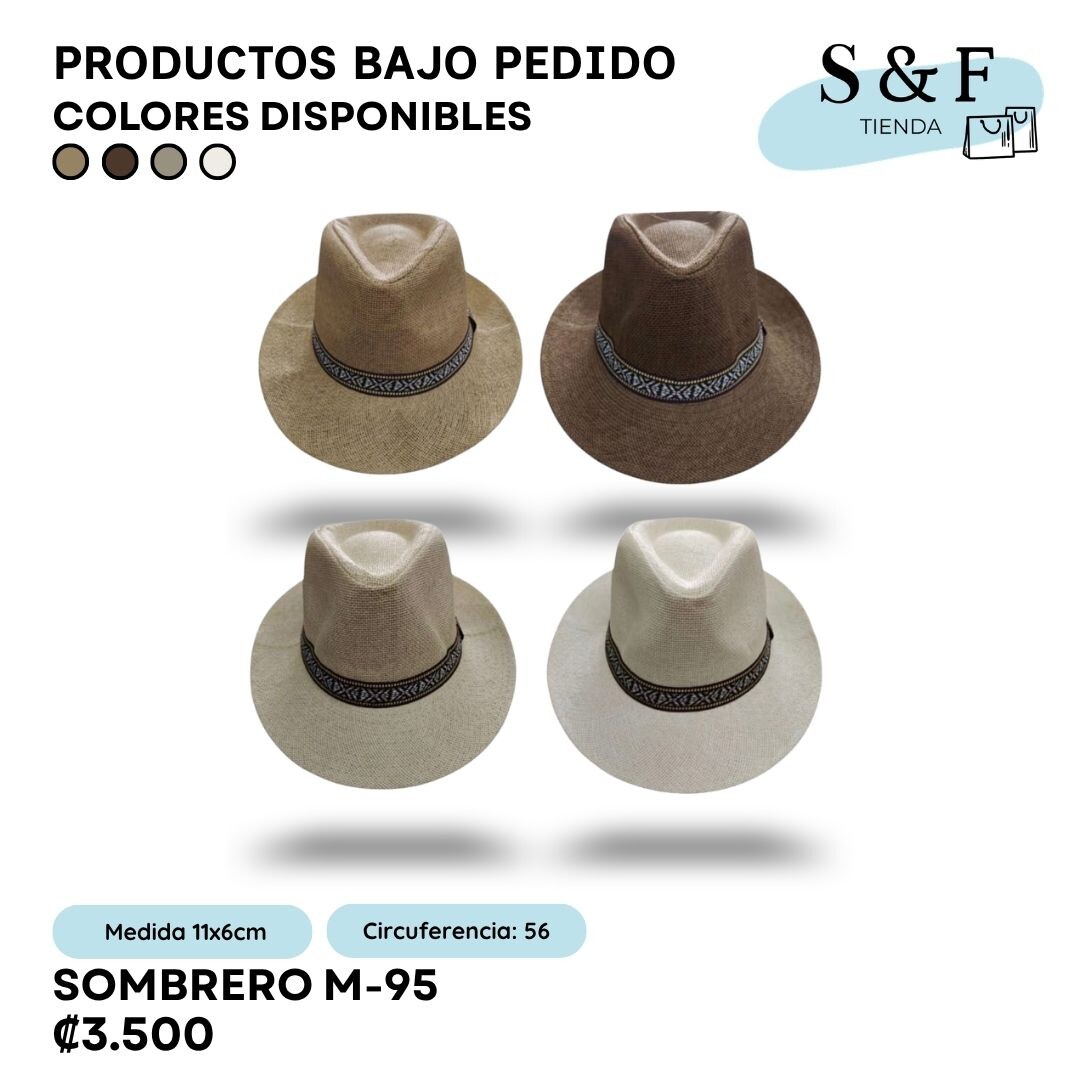 PRODUCTOS BAJO PEDIDO
COLORES DISPONIBLES
S & F
TIENDA
Medida 11x6cm
Circuferencia: 56
SOMBRERO M-95
₡3.500